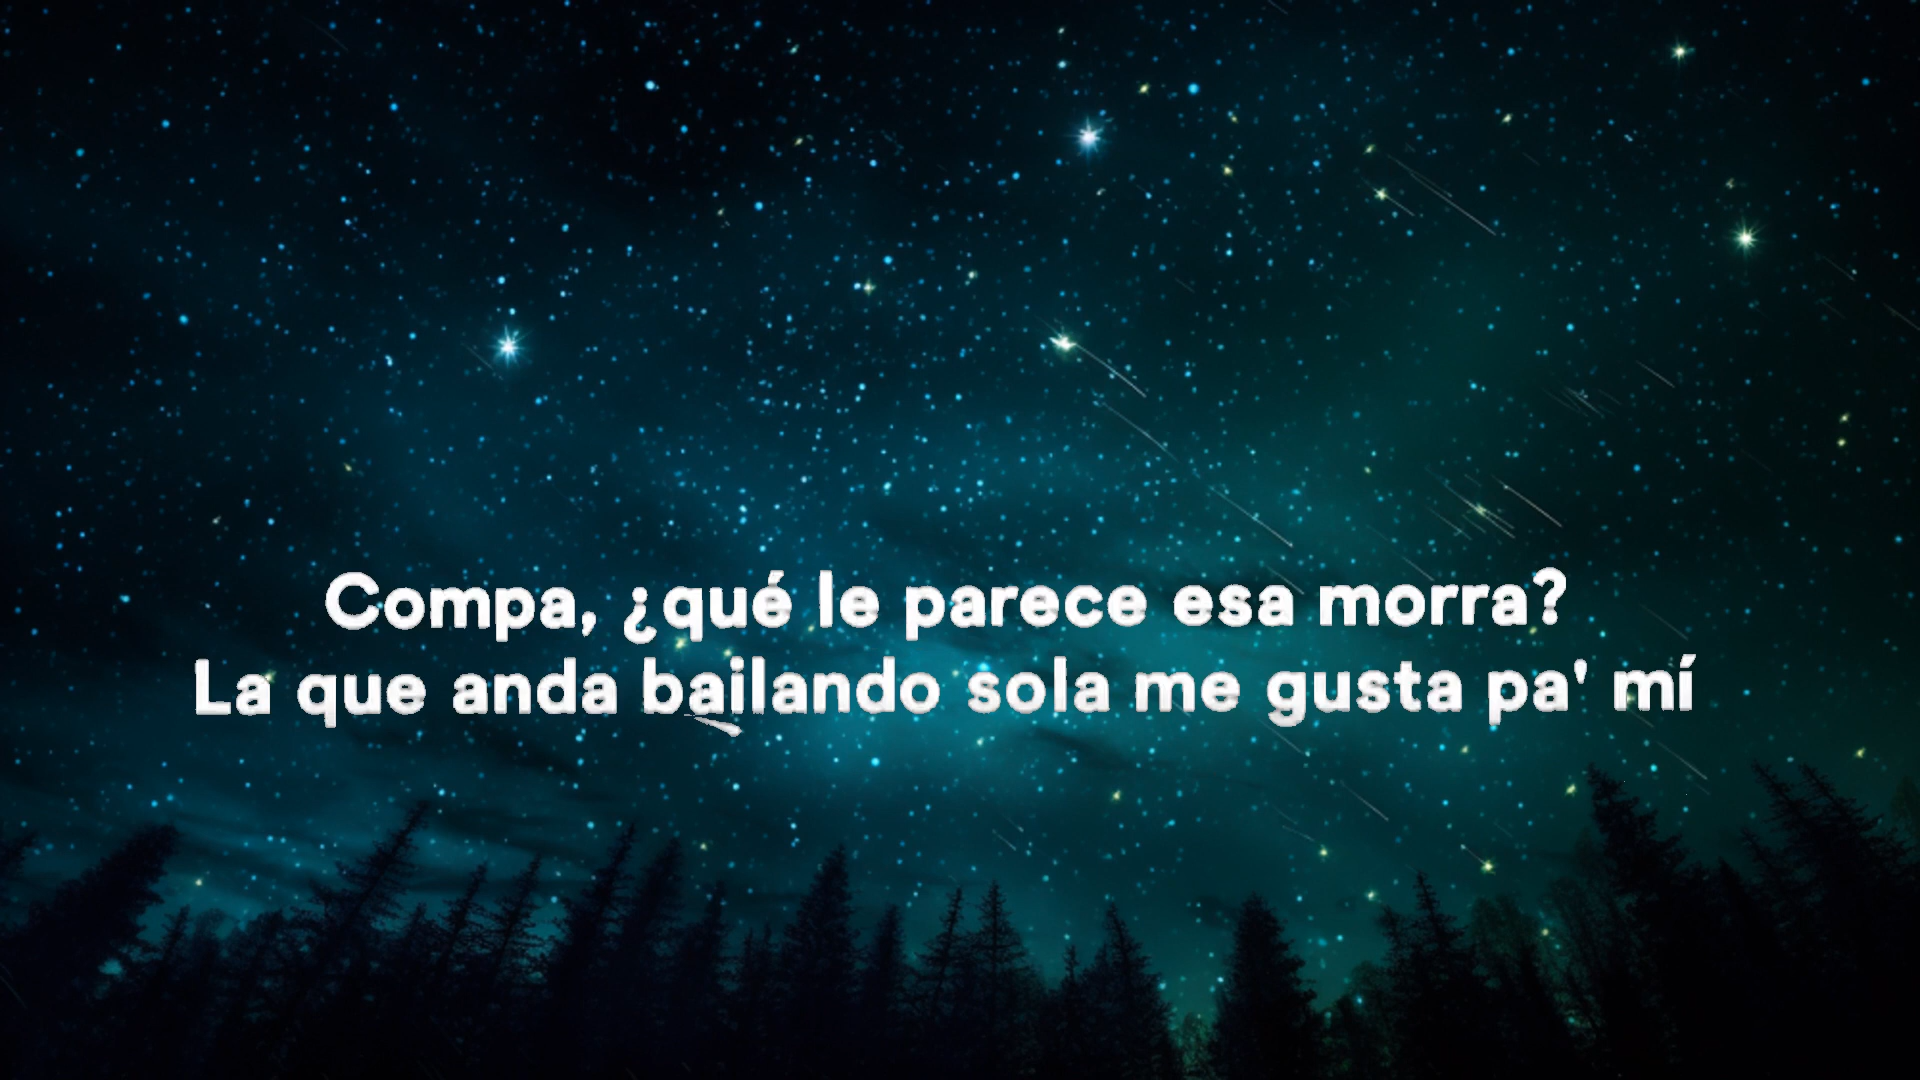 Compa, ¿qué le parece esa morra?
La que anda bailando sola me gusta pa' mí